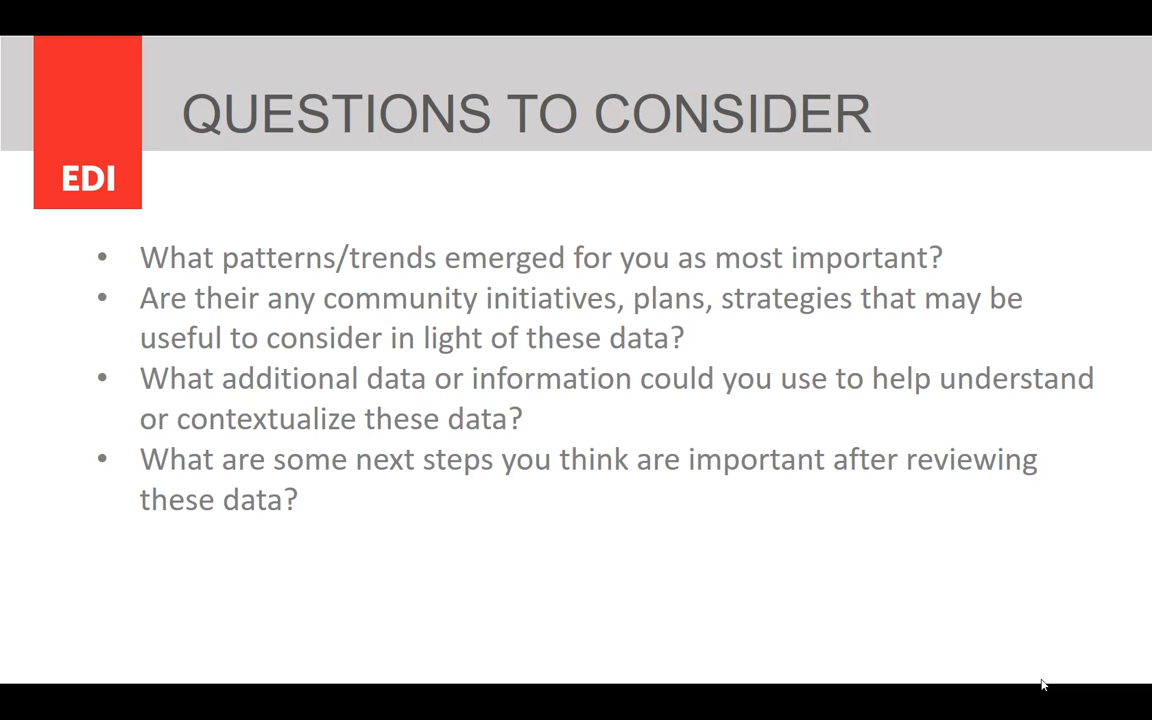 QUESTIONS TO CONSIDER
EDI
• What patterns/trends emerged for you as most important?
• Are their any community initiatives, plans, strategies that may be
useful to consider in light of these data?
• What additional data or information could you use to help understand
or contextualize these data?
• What are some next steps you think are important after reviewing
these data?